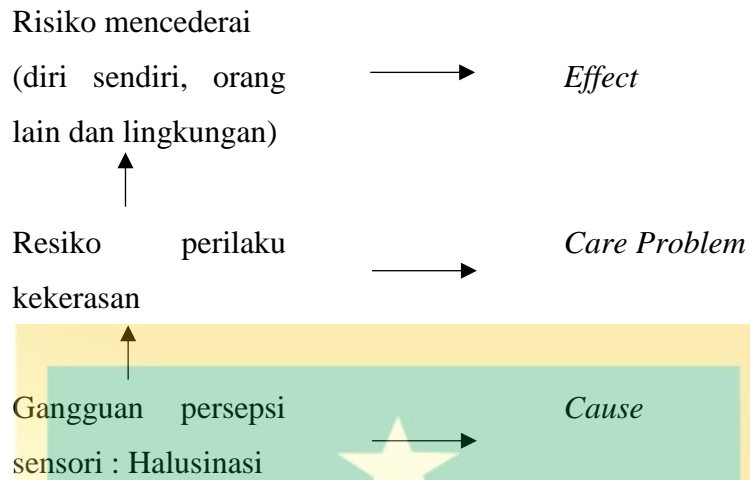 Risiko mencederai
(diri sendiri, orang Effect
lain dan lingkungan)
Resiko perilaku Care Problem
kekerasan
Gangguan persepsi Cause
sensori : Halusinasi